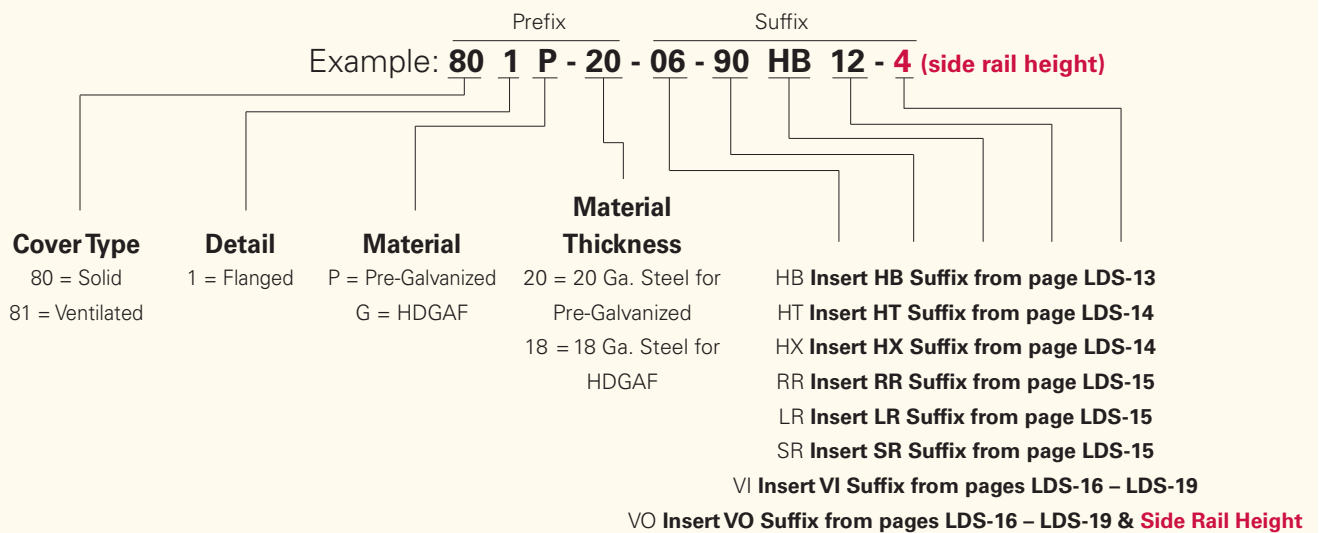 Prefix Suffix
Example: 80 1 P - 20 - 06 - 90 HB 12 - 4 (side rail height)
Cover Type
80 = Solid
81 = Ventilated
Detail
1 = Flanged
Material
P = Pre-Galvanized
G = HDGAF
Material
Thickness
20 = 20 Ga. Steel for
Pre-Galvanized
18 = 18 Ga. Steel for
HDGAF
HB Insert HB Suffix from page LDS-13
HT Insert HT Suffix from page LDS-14
HX Insert HX Suffix from page LDS-14
RR Insert RR Suffix from page LDS-15
LR Insert LR Suffix from page LDS-15
SR Insert SR Suffix from page LDS-15
VI Insert VI Suffix from pages LDS-16 – LDS-19
VO Insert VO Suffix from pages LDS-16 – LDS-19 & Side Rail Height